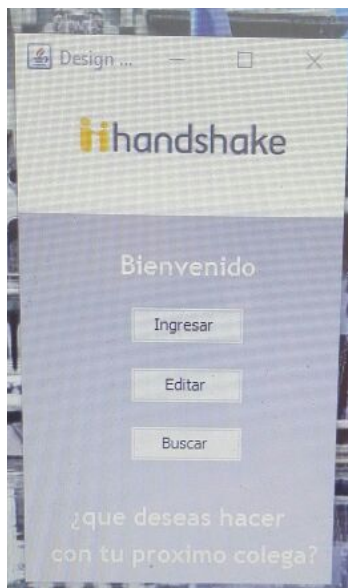 Design ...
handshake
Bienvenido
Ingresar
Editar
Buscar
¿que deseas hacer
con tu proximo colega?